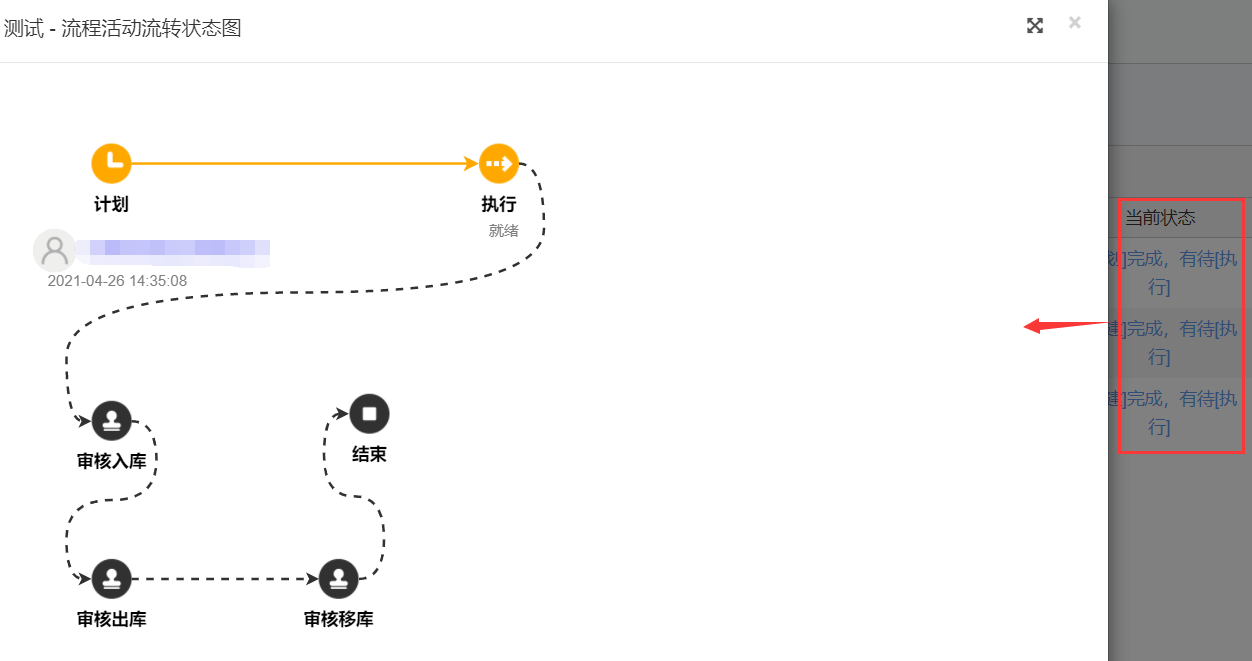 测试 - 流程活动流转状态图
计划
执行
就绪
2021-04-26 14:35:08
审核入库
结束
审核出库
审核移库
当前状态
]完成，有待[执
行]
建]完成，有待[执
行]
建]完成，有待[执
行]